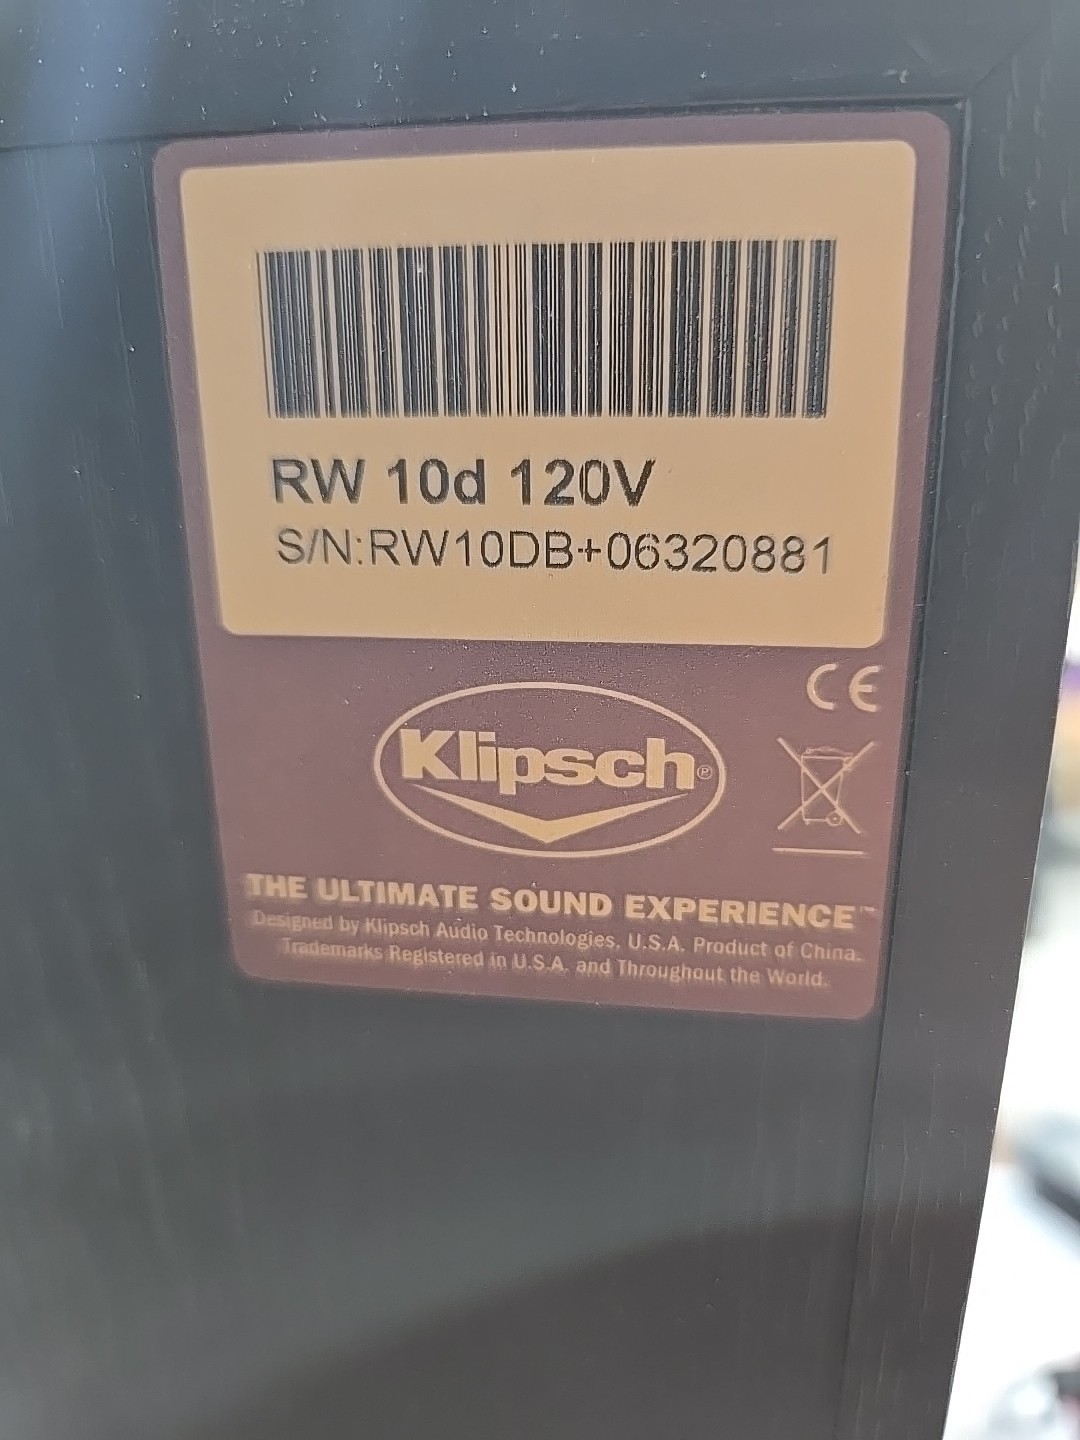 RW 10d 120V
S/N:RW10DB+06320881
CE
Klipsch®
THE ULTIMATE SOUND EXPERIENCE™
Designed by Klipsch Audio Technologies, U.S.A. Product of China.
Trademarks Registered in U.S.A. and Throughout the World.